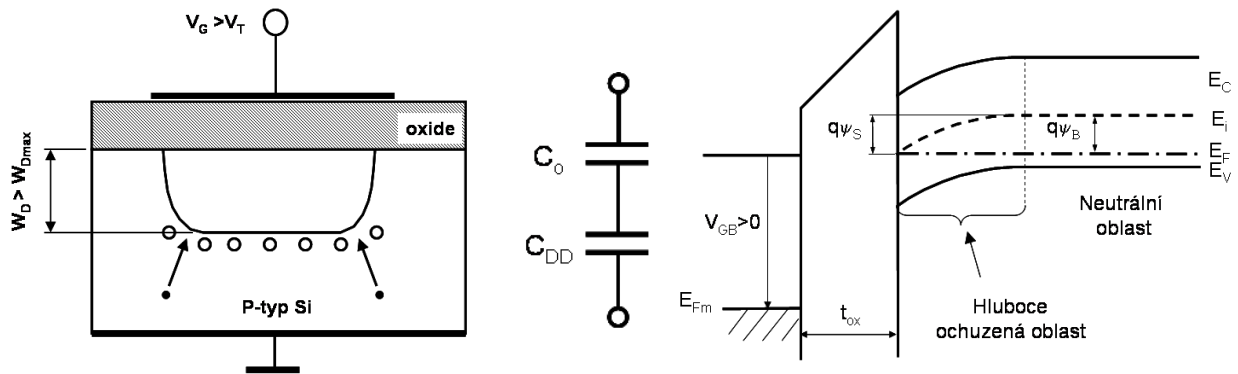 V_G >V_T
oxide
W_D > W_Dmax
P-typ Si
C_o
C_DD
E_C
qψ_S
qψ_B
E_i
E_F
E_V
V_GB>0
Neutrální
oblast
E_Fm
t_ox
Hluboce
ochuzená oblast